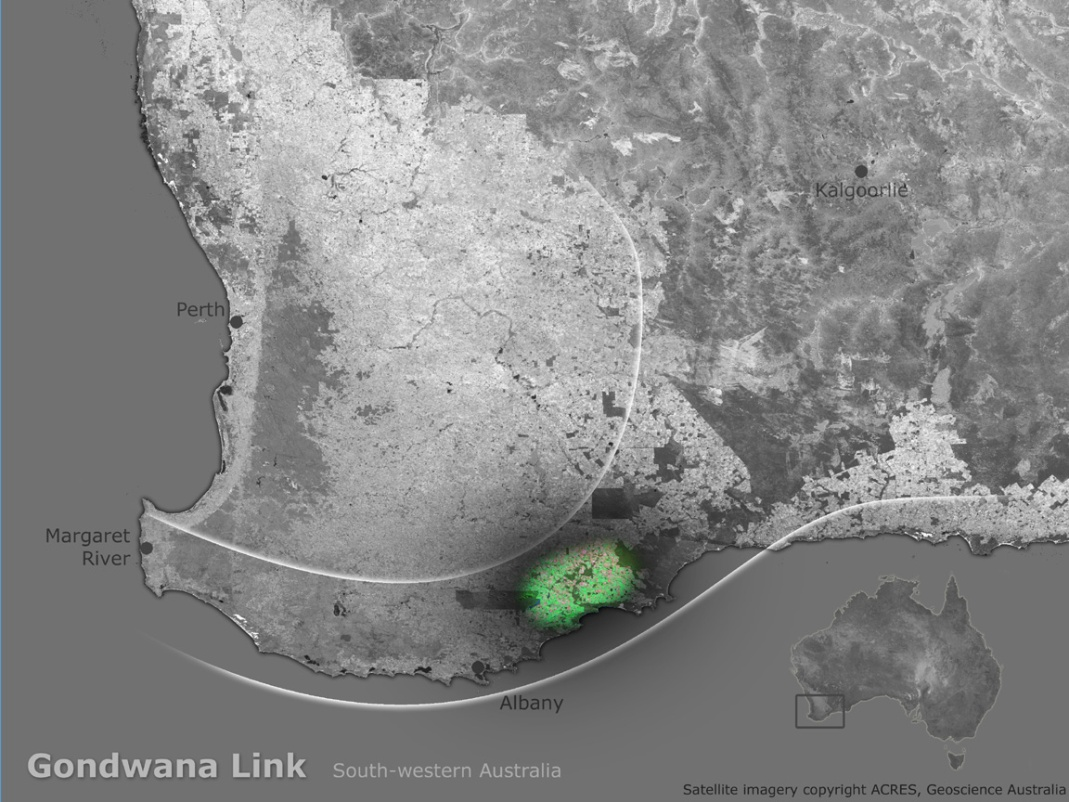 Kalgoorlie
Perth
Margaret
River
Albany
Gondwana Link South-western Australia
Satellite imagery copyright ACRES, Geoscience Australia